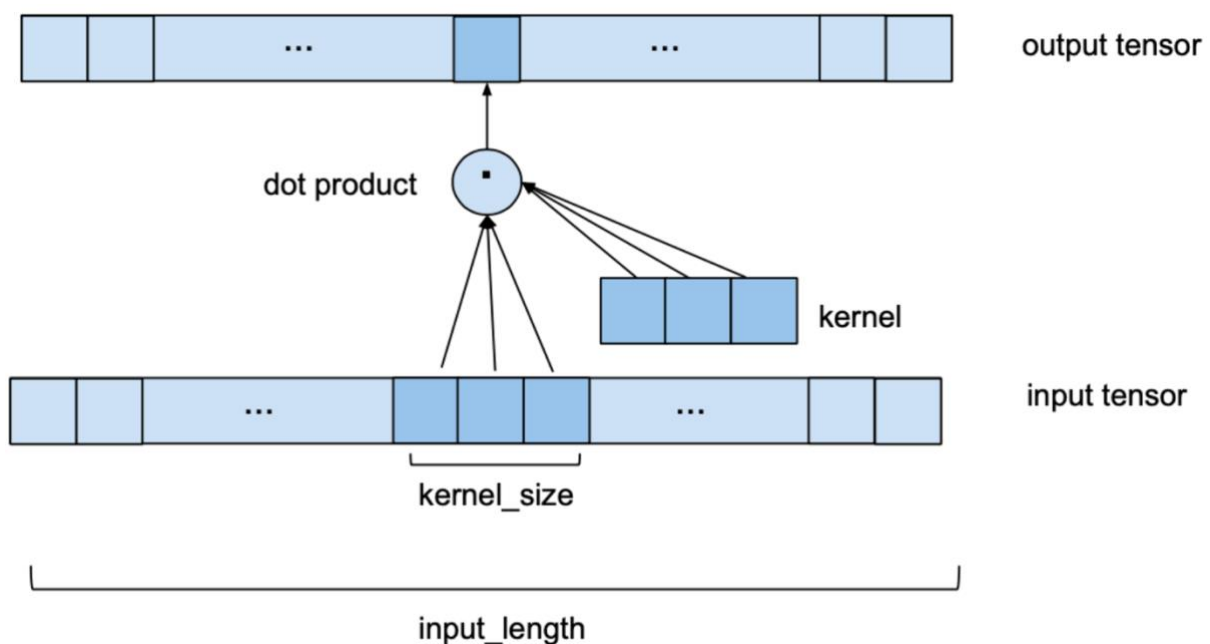 ... ... output tensor
dot product
kernel
... ... input tensor
kernel_size
input_length